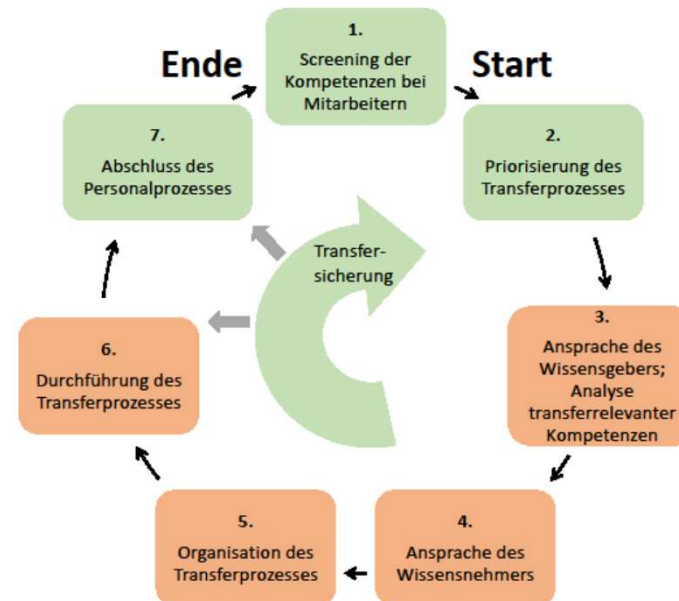 Ende
Start
1.
Screening der
Kompetenzen bei
Mitarbeitern
2.
Priorisierung des
Transferprozesses
3.
Ansprache des
Wissensgebers;
Analyse
transferrelevanter
Kompetenzen
4.
Ansprache des
Wissensnehmers
5.
Organisation des
Transferprozesses
6.
Durchführung des
Transferprozesses
7.
Abschluss des
Personalprozesses
Transfer-
sicherung